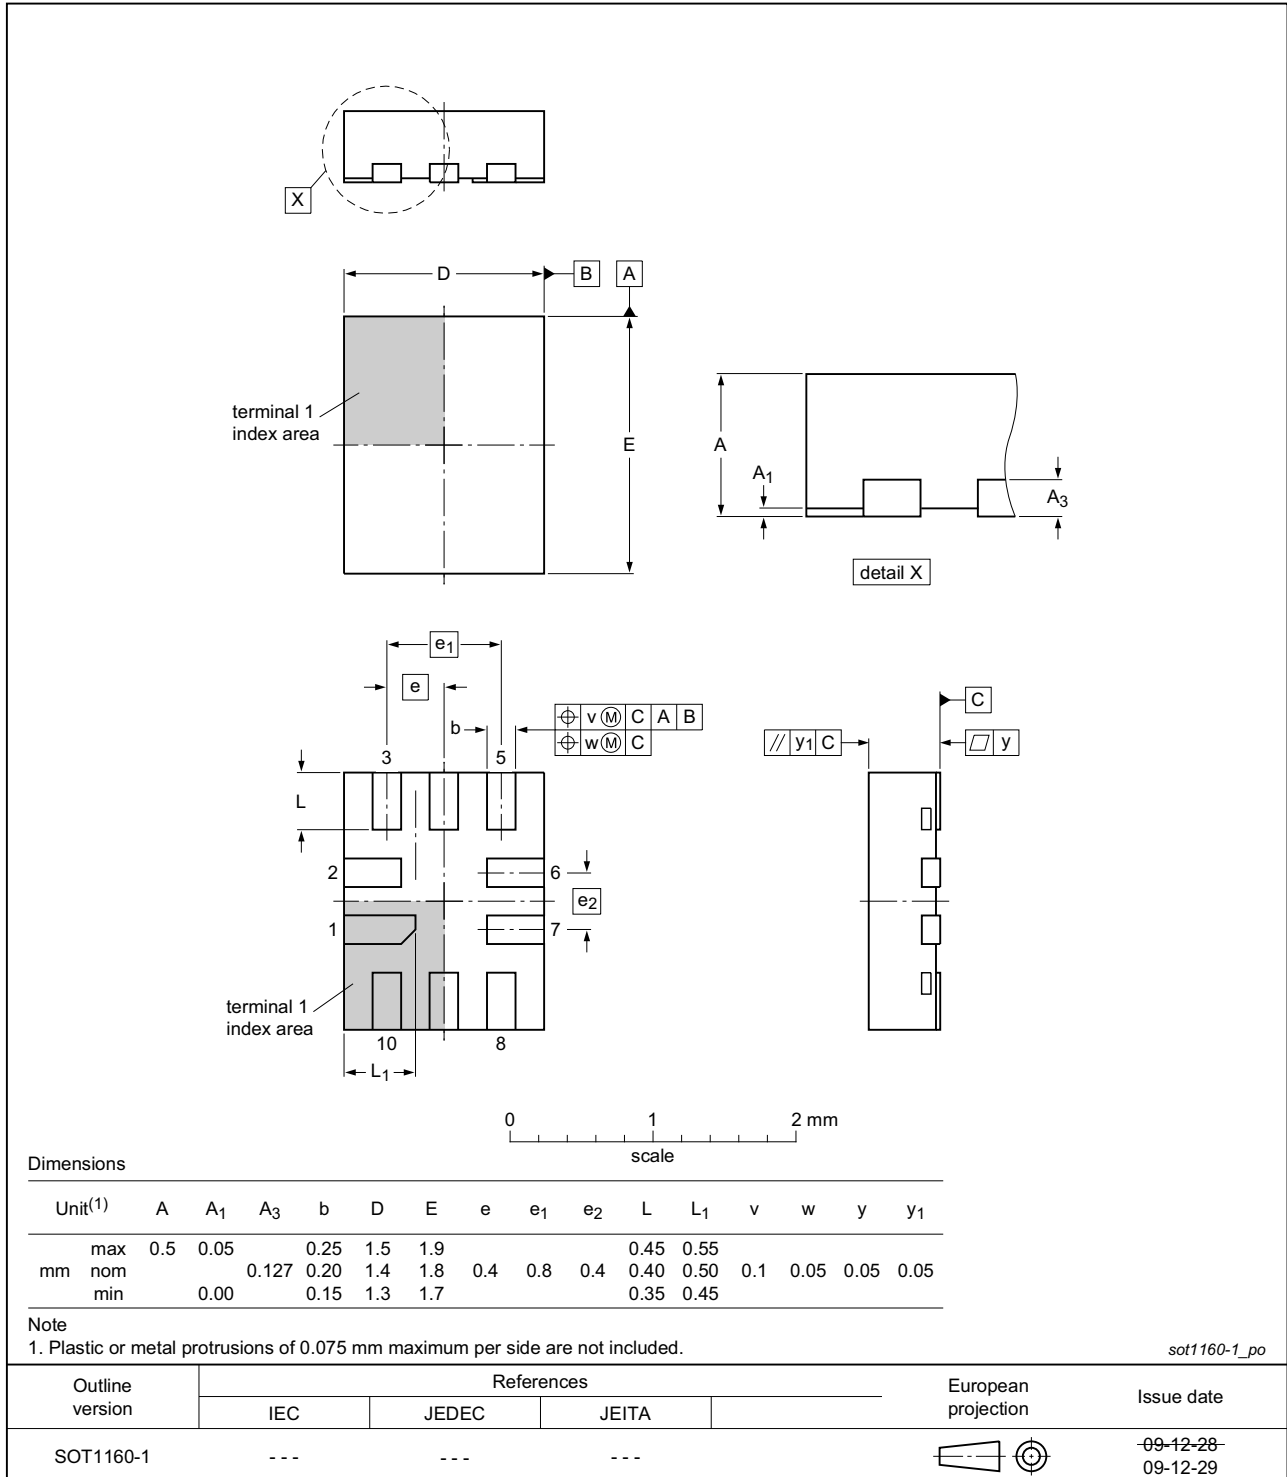 X
D
B
A
terminal 1
index area
E
A
A1
A3
detail X
e1
e
b
v M C A B
w M C
3
5
L
2
6
e2
1
7
terminal 1
index area
10
8
L1
C
// y1 C
y
0 1 2 mm
scale
Dimensions
Unit(1) A A1 A3 b D E e e1 e2 L L1 v w y y1
max 0.5 0.05 0.25 1.5 1.9 0.45 0.55
mm nom 0.127 0.20 1.4 1.8 0.4 0.8 0.4 0.40 0.50 0.1 0.05 0.05 0.05
min 0.00 0.15 1.3 1.7 0.35 0.45
Note
1. Plastic or metal protrusions of 0.075 mm maximum per side are not included.
sot1160-1_po
Outline version
References
IEC JEDEC JEITA
European projection
Issue date
SOT1160-1 - - - - - - - - -
09-12-28
09-12-29